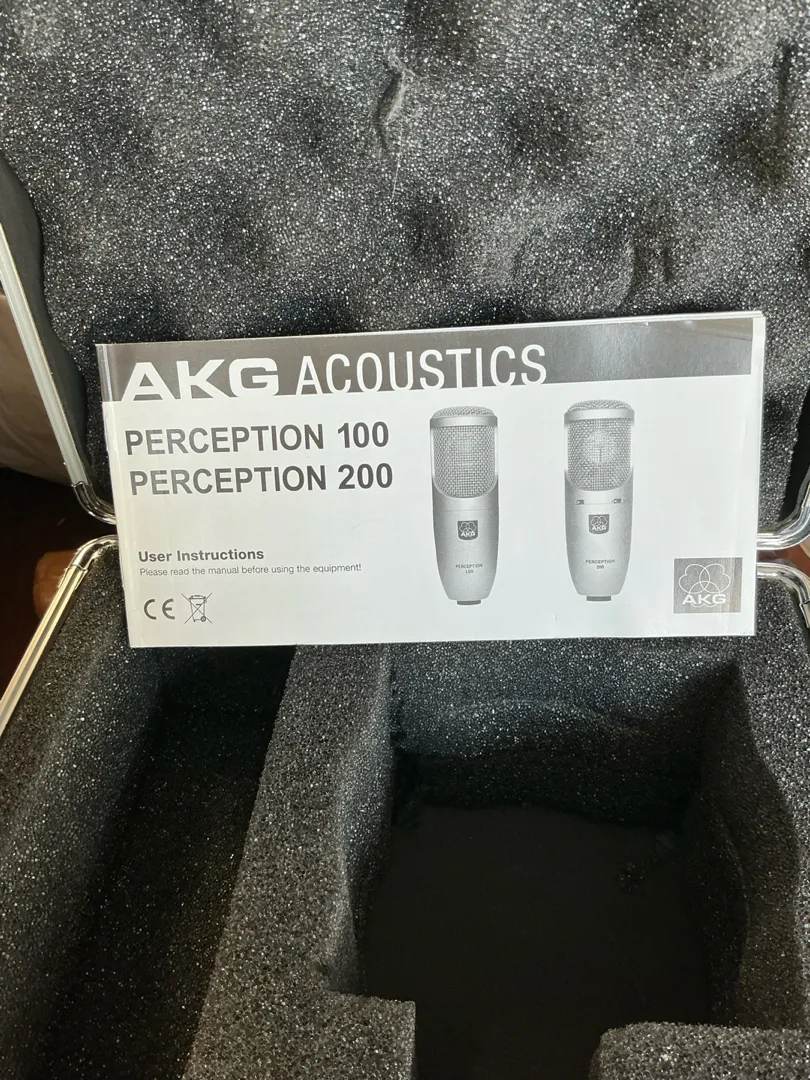 AKG ACOUSTICS
PERCEPTION 100
PERCEPTION 200
User Instructions
Please read the manual before using the equipment!
CE
AKG
PERCEPTION
100
AKG
PERCEPTION
200
AKG